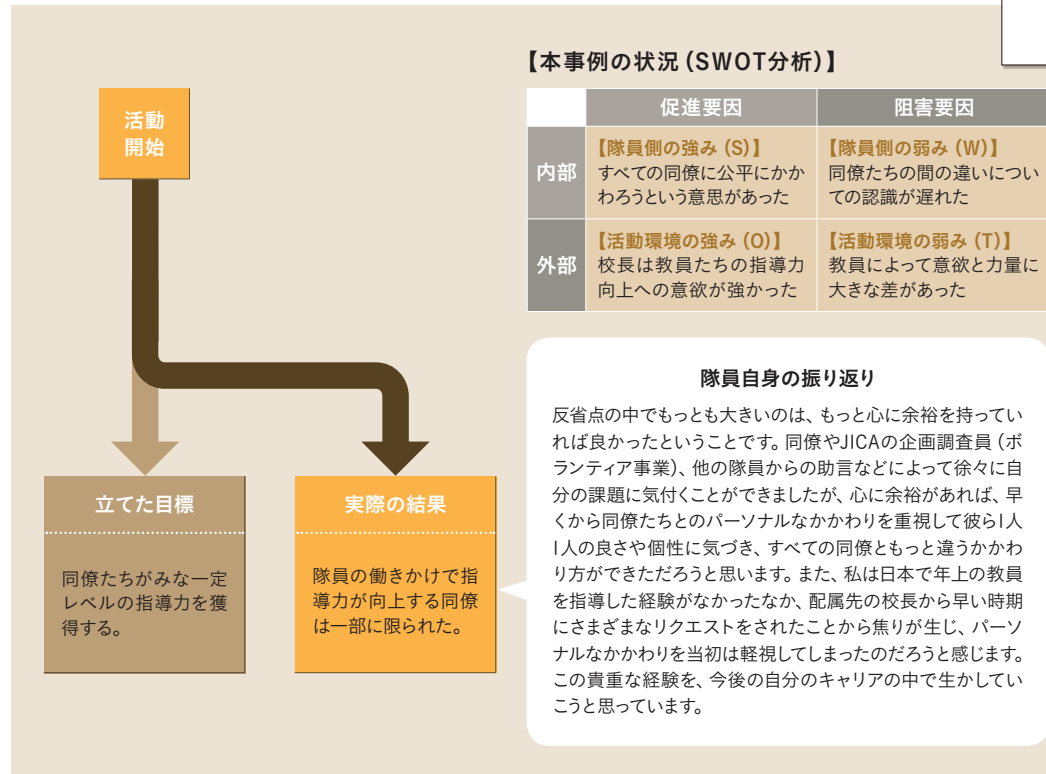 活動
開始
立てた目標
同僚たちがみな一定
レベルの指導力を獲
得する。
実際の結果
隊員の働きかけで指
導力が向上する同僚
は一部に限られた。
【本事例の状況（SWOT分析）】
促進要因 阻害要因
内部
【隊員側の強み（S）】
すべての同僚に公平にかか
わろうという意思があった
【隊員側の弱み（W）】
同僚たちの間の違いについ
ての認識が遅れた
外部
【活動環境の強み（O）】
校長は教員たちの指導力
向上への意欲が強かった
【活動環境の弱み（T）】
教員によって意欲と力量に
大きな差があった
隊員自身の振り返り
反省点の中でもっとも大きいのは、もっと心に余裕を持ってい
れば良かったということです。同僚やJICAの企画調査員（ボ
ランティア事業）、他の隊員からの助言などによって徐々に自
分の課題に気付くことができましたが、心に余裕があれば、早
くから同僚たちとのパーソナルなかかわりを重視して彼ら1人
1人の良さや個性に気づき、すべての同僚ともっと違うかかわ
り方ができただろうと思います。また、私は日本で年上の教員
を指導した経験がなかったなか、配属先の校長から早い時期
にさまざまなリクエストをされたことから焦りが生じ、パーソ
ナルなかかわりを当初は軽視してしまったのだろうと感じます。
この貴重な経験を、今後の自分のキャリアの中で生かしてい
こうと思っています。